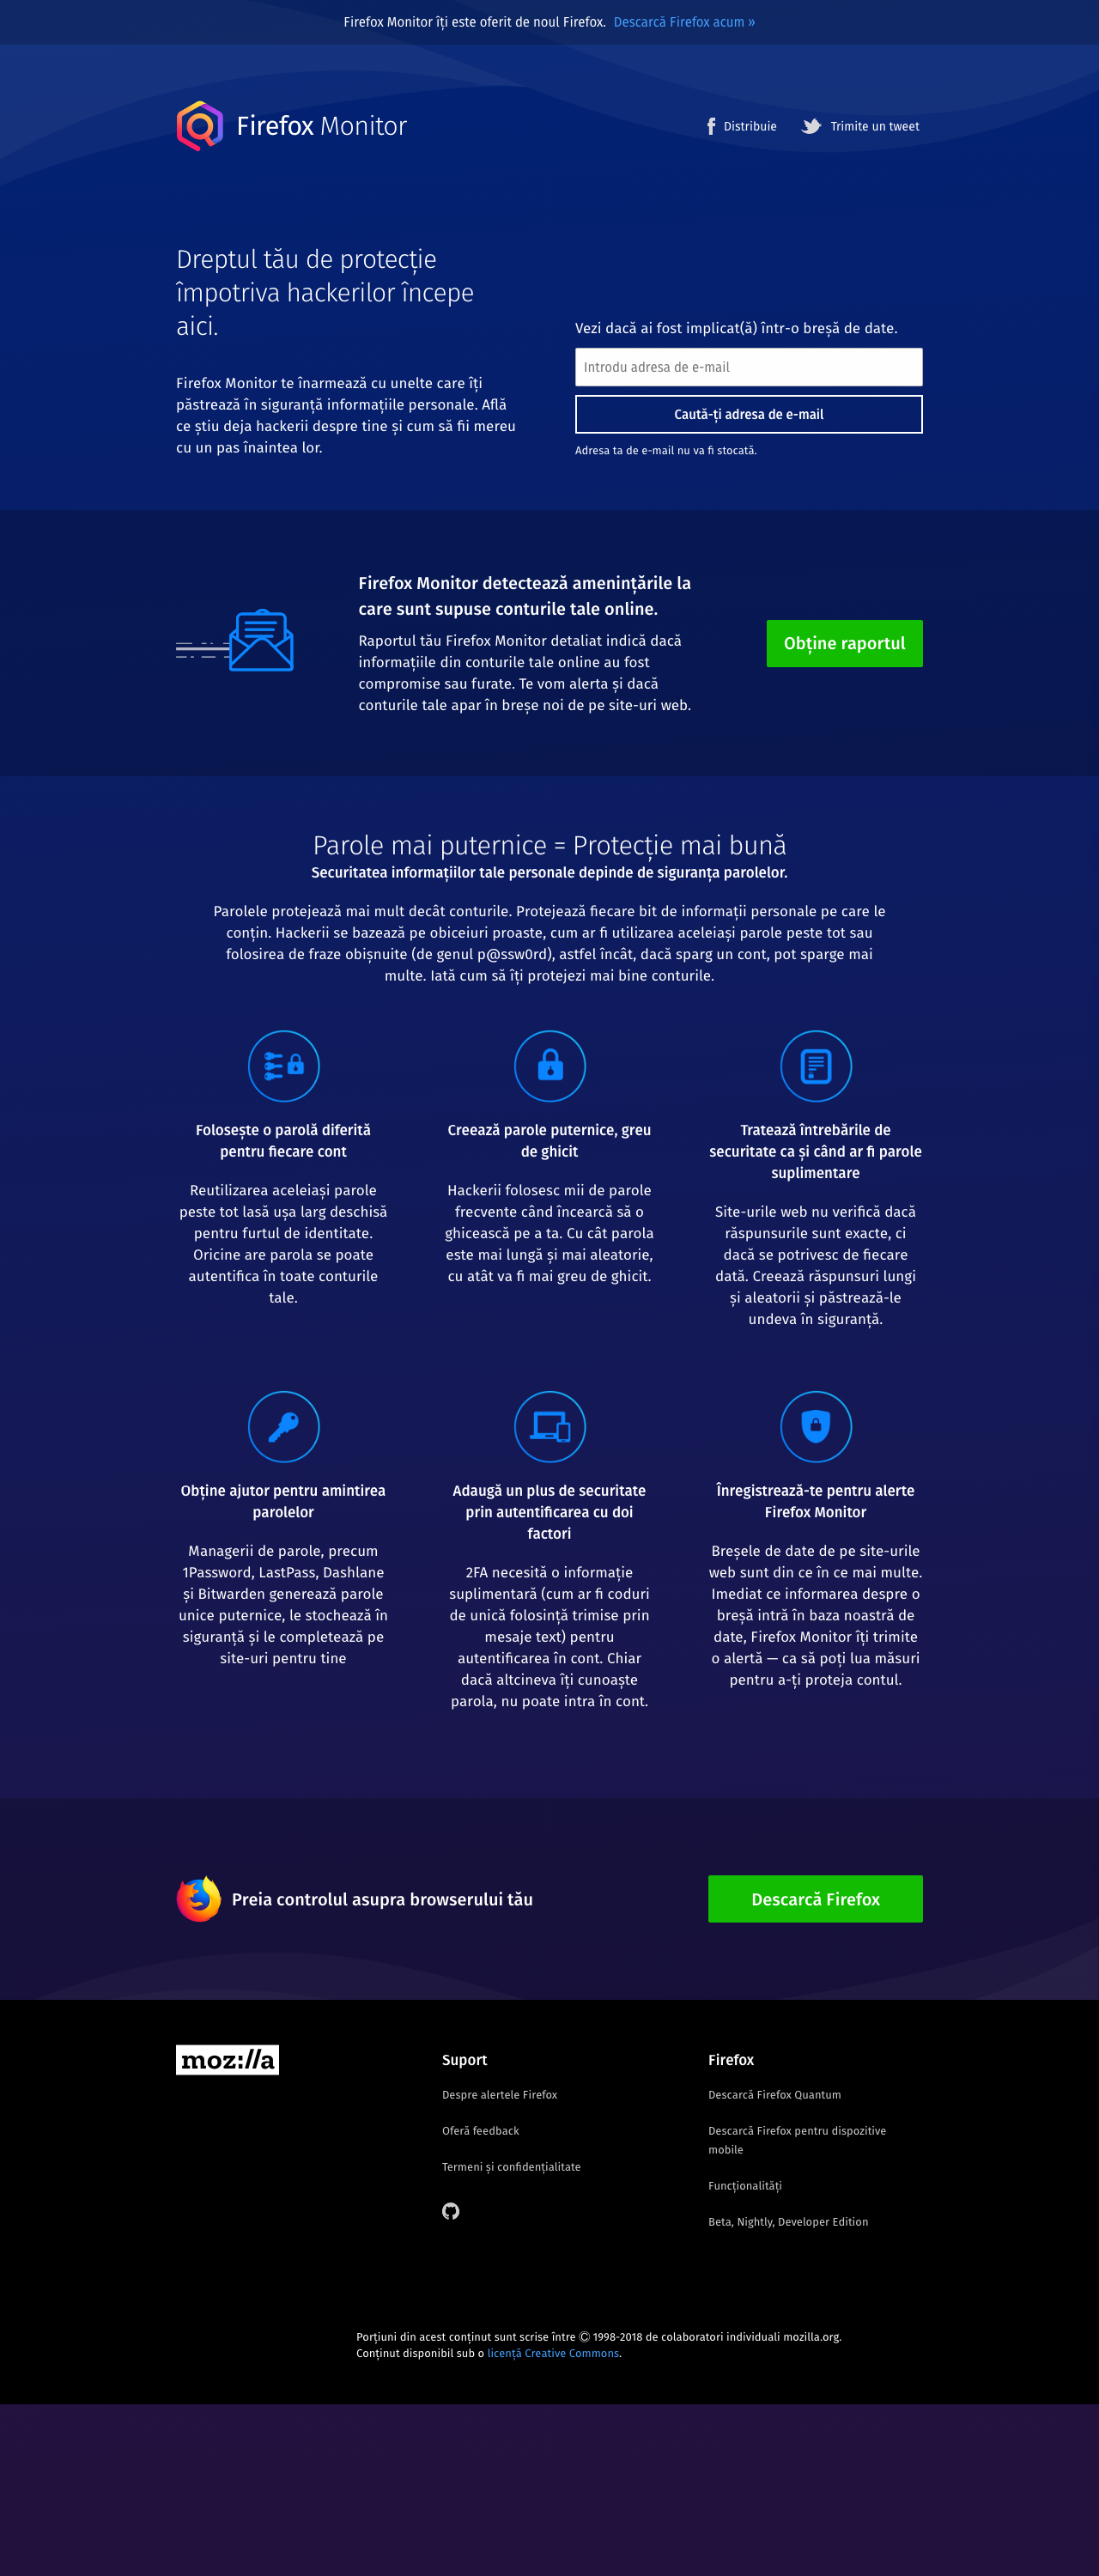 Firefox Monitor îți este oferit de noul Firefox. Descarcă Firefox acum »
Firefox Monitor
Distribuie
Trimite un tweet
Dreptul tău de protecție
împotriva hackerilor începe
aici.
Firefox Monitor te înarmează cu unelte care îți
păstrează în siguranță informațiile personale. Află
ce știu deja hackerii despre tine și cum să fii mereu
cu un pas înaintea lor.
Vezi dacă ai fost implicat(ă) într-o breșă de date.
Introdu adresa de e-mail
Caută-ți adresa de e-mail
Adresa ta de e-mail nu va fi stocată.
Firefox Monitor detectează amenințările la
care sunt supuse conturile tale online.
Raportul tău Firefox Monitor detaliat indică dacă
informațiile din conturile tale online au fost
compromise sau furate. Te vom alerta și dacă
conturile tale apar în breșe noi de pe site-uri web.
Obține raportul
Parole mai puternice = Protecție mai bună
Securitatea informațiilor tale personale depinde de siguranța parolelor.
Parolele protejează mai mult decât conturile. Protejează fiecare bit de informații personale pe care le
conțin. Hackerii se bazează pe obiceiuri proaste, cum ar fi utilizarea aceleiași parole peste tot sau
folosirea de fraze obișnuite (de genul p@ssw0rd), astfel încât, dacă sparg un cont, pot sparge mai
multe. Iată cum să îți protejezi mai bine conturile.
Folosește o parolă diferită
pentru fiecare cont
Reutilizarea aceleiași parole
peste tot lasă ușa larg deschisă
pentru furtul de identitate.
Oricine are parola se poate
autentifica în toate conturile
tale.
Creează parole puternice, greu
de ghicit
Hackerii folosesc mii de parole
frecvente când încearcă să o
ghicească pe a ta. Cu cât parola
este mai lungă și mai aleatorie,
cu atât va fi mai greu de ghicit.
Tratează întrebările de
securitate ca și când ar fi parole
suplimentare
Site-urile web nu verifică dacă
răspunsurile sunt exacte, ci
dacă se potrivesc de fiecare
dată. Creează răspunsuri lungi
și aleatorii și păstrează-le
undeva în siguranță.
Obține ajutor pentru amintirea
parolelor
Managerii de parole, precum
1Password, LastPass, Dashlane
și Bitwarden generează parole
unice puternice, le stochează în
siguranță și le completează pe
site-uri pentru tine
Adaugă un plus de securitate
prin autentificarea cu doi
factori
2FA necesită o informație
suplimentară (cum ar fi coduri
de unică folosință trimise prin
mesaje text) pentru
autentificarea în cont. Chiar
dacă altcineva îți cunoaște
parola, nu poate intra în cont.
Înregistrează-te pentru alerte
Firefox Monitor
Breșele de date de pe site-urile
web sunt din ce în ce mai multe.
Imediat ce informarea despre o
breșă intră în baza noastră de
date, Firefox Monitor îți trimite
o alertă — ca să poți lua măsuri
pentru a-ți proteja contul.
Preia controlul asupra browserului tău
Descarcă Firefox
moz://a
Suport
Despre alertele Firefox
Oferă feedback
Termeni și confidențialitate
Firefox
Descarcă Firefox Quantum
Descarcă Firefox pentru dispozitive
mobile
Funcționalități
Beta, Nightly, Developer Edition
Porțiuni din acest conținut sunt scrise între © 1998-2018 de colaboratori individuali mozilla.org.
Conținut disponibil sub o licență Creative Commons.